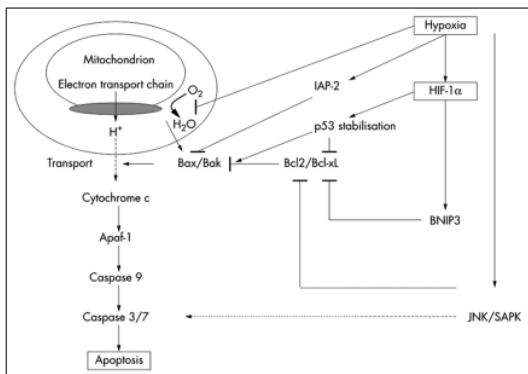 Hypoxia
Mitochondrion
Electron transport chain
O₂
IAP-2
HIF-1α
H⁺
H₂O
p53 stabilisation
Transport
Bax/Bak
Bcl2/Bcl-xL
Cytochrome c
BNIP3
Apaf-1
Caspase 9
Caspase 3/7
JNK/SAPK
Apoptosis